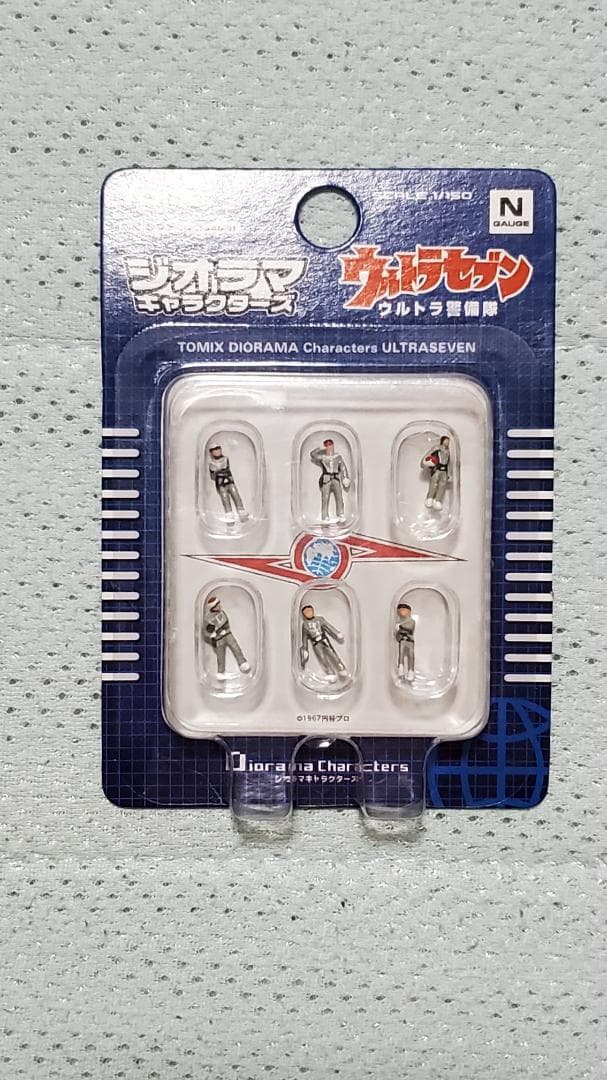 SCALE 1/150
N
GAUGE
ジオラマ
キャラクターズ
ウルトラセブン
ウルトラ警備隊
TOMIX DIORAMA Characters ULTRASEVEN
©1967円谷プロ
Diorama Characters
ジオラマキャラクターズ